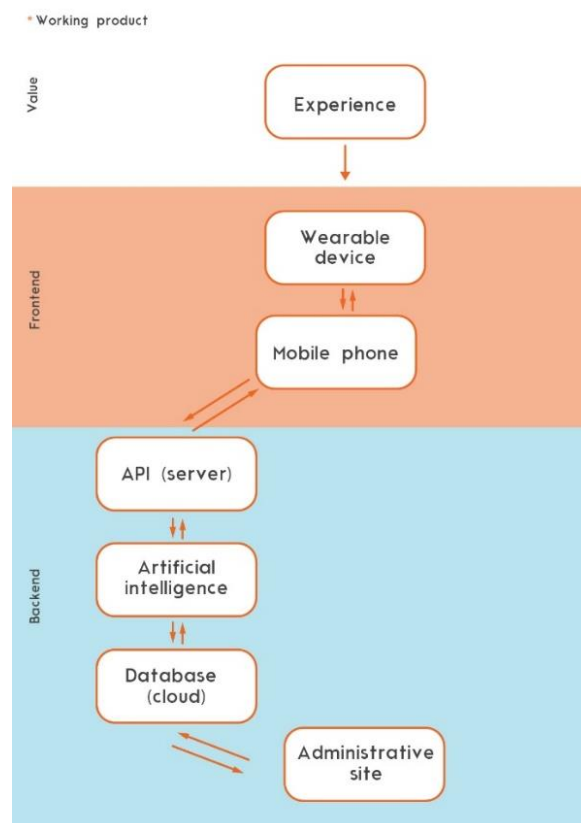 * Working product
Value
Experience
Frontend
Wearable
device
Mobile phone
Backend
API (server)
Artificial
intelligence
Database
(cloud)
Administrative
site